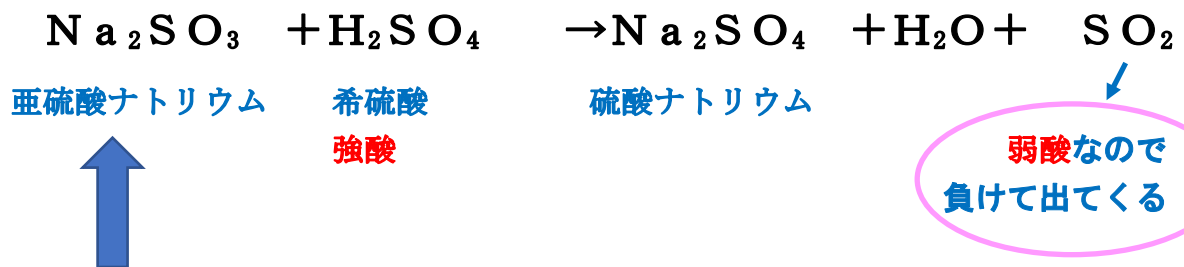 Ｎａ₂ＳＯ₃ ＋H₂ＳＯ₄ →Ｎａ₂ＳＯ₄ ＋H₂Ｏ＋ ＳＯ₂
亜硫酸ナトリウム 希硫酸 硫酸ナトリウム
強酸
弱酸なので
負けて出てくる